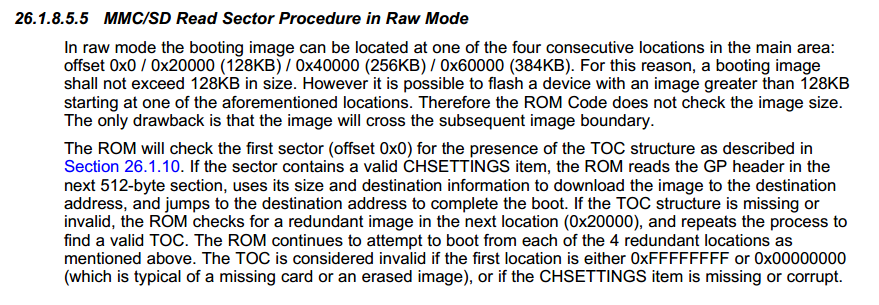 26.1.8.5.5 MMC/SD Read Sector Procedure in Raw Mode
In raw mode the booting image can be located at one of the four consecutive locations in the main area:
offset 0x0 / 0x20000 (128KB) / 0x40000 (256KB) / 0x60000 (384KB). For this reason, a booting image
shall not exceed 128KB in size. However it is possible to flash a device with an image greater than 128KB
starting at one of the aforementioned locations. Therefore the ROM Code does not check the image size.
The only drawback is that the image will cross the subsequent image boundary.
The ROM will check the first sector (offset 0x0) for the presence of the TOC structure as described in
Section 26.1.10. If the sector contains a valid CHSETTINGS item, the ROM reads the GP header in the
next 512-byte section, uses its size and destination information to download the image to the destination
address, and jumps to the destination address to complete the boot. If the TOC structure is missing or
invalid, the ROM checks for a redundant image in the next location (0x20000), and repeats the process to
find a valid TOC. The ROM continues to attempt to boot from each of the 4 redundant locations as
mentioned above. The TOC is considered invalid if the first location is either 0xFFFFFFFF or 0x00000000
(which is typical of a missing card or an erased image), or if the CHSETTINGS item is missing or corrupt.